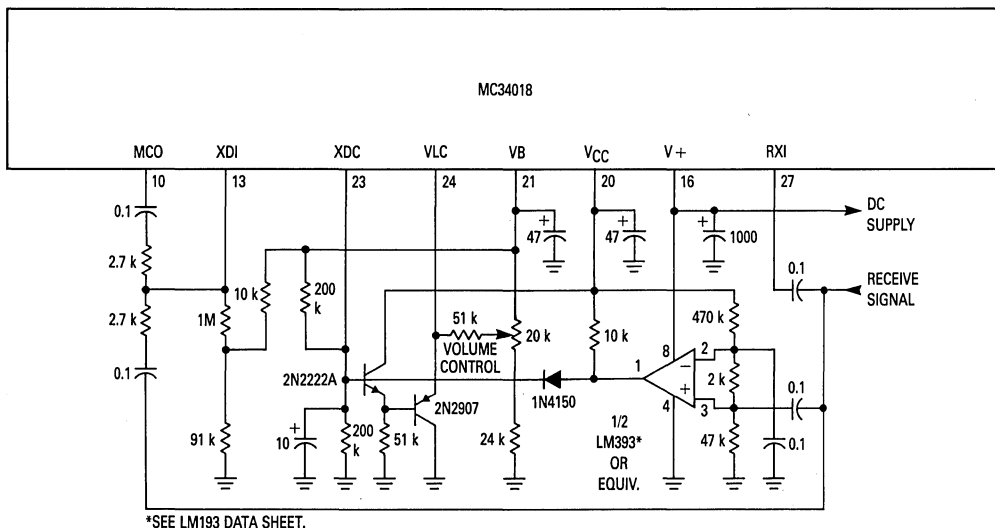 MC34018
MCO XDI XDC VLC VB VCC V+ RXI
10 13 23 24 21 20 16 27
0.1
+
47
+
47
+
1000
DC
SUPPLY
2.7 k
0.1
RECEIVE
SIGNAL
10 k
200
k
2.7 k
1M
51 k
VOLUME
CONTROL
20 k
10 k
470 k
8
2
−
1
2 k
+
4
3
0.1
0.1
2N2222A
1N4150
2N2907
91 k
+
10
200
k
51 k
24 k
1/2
LM393*
OR
EQUIV.
47 k
0.1
*SEE LM193 DATA SHEET.